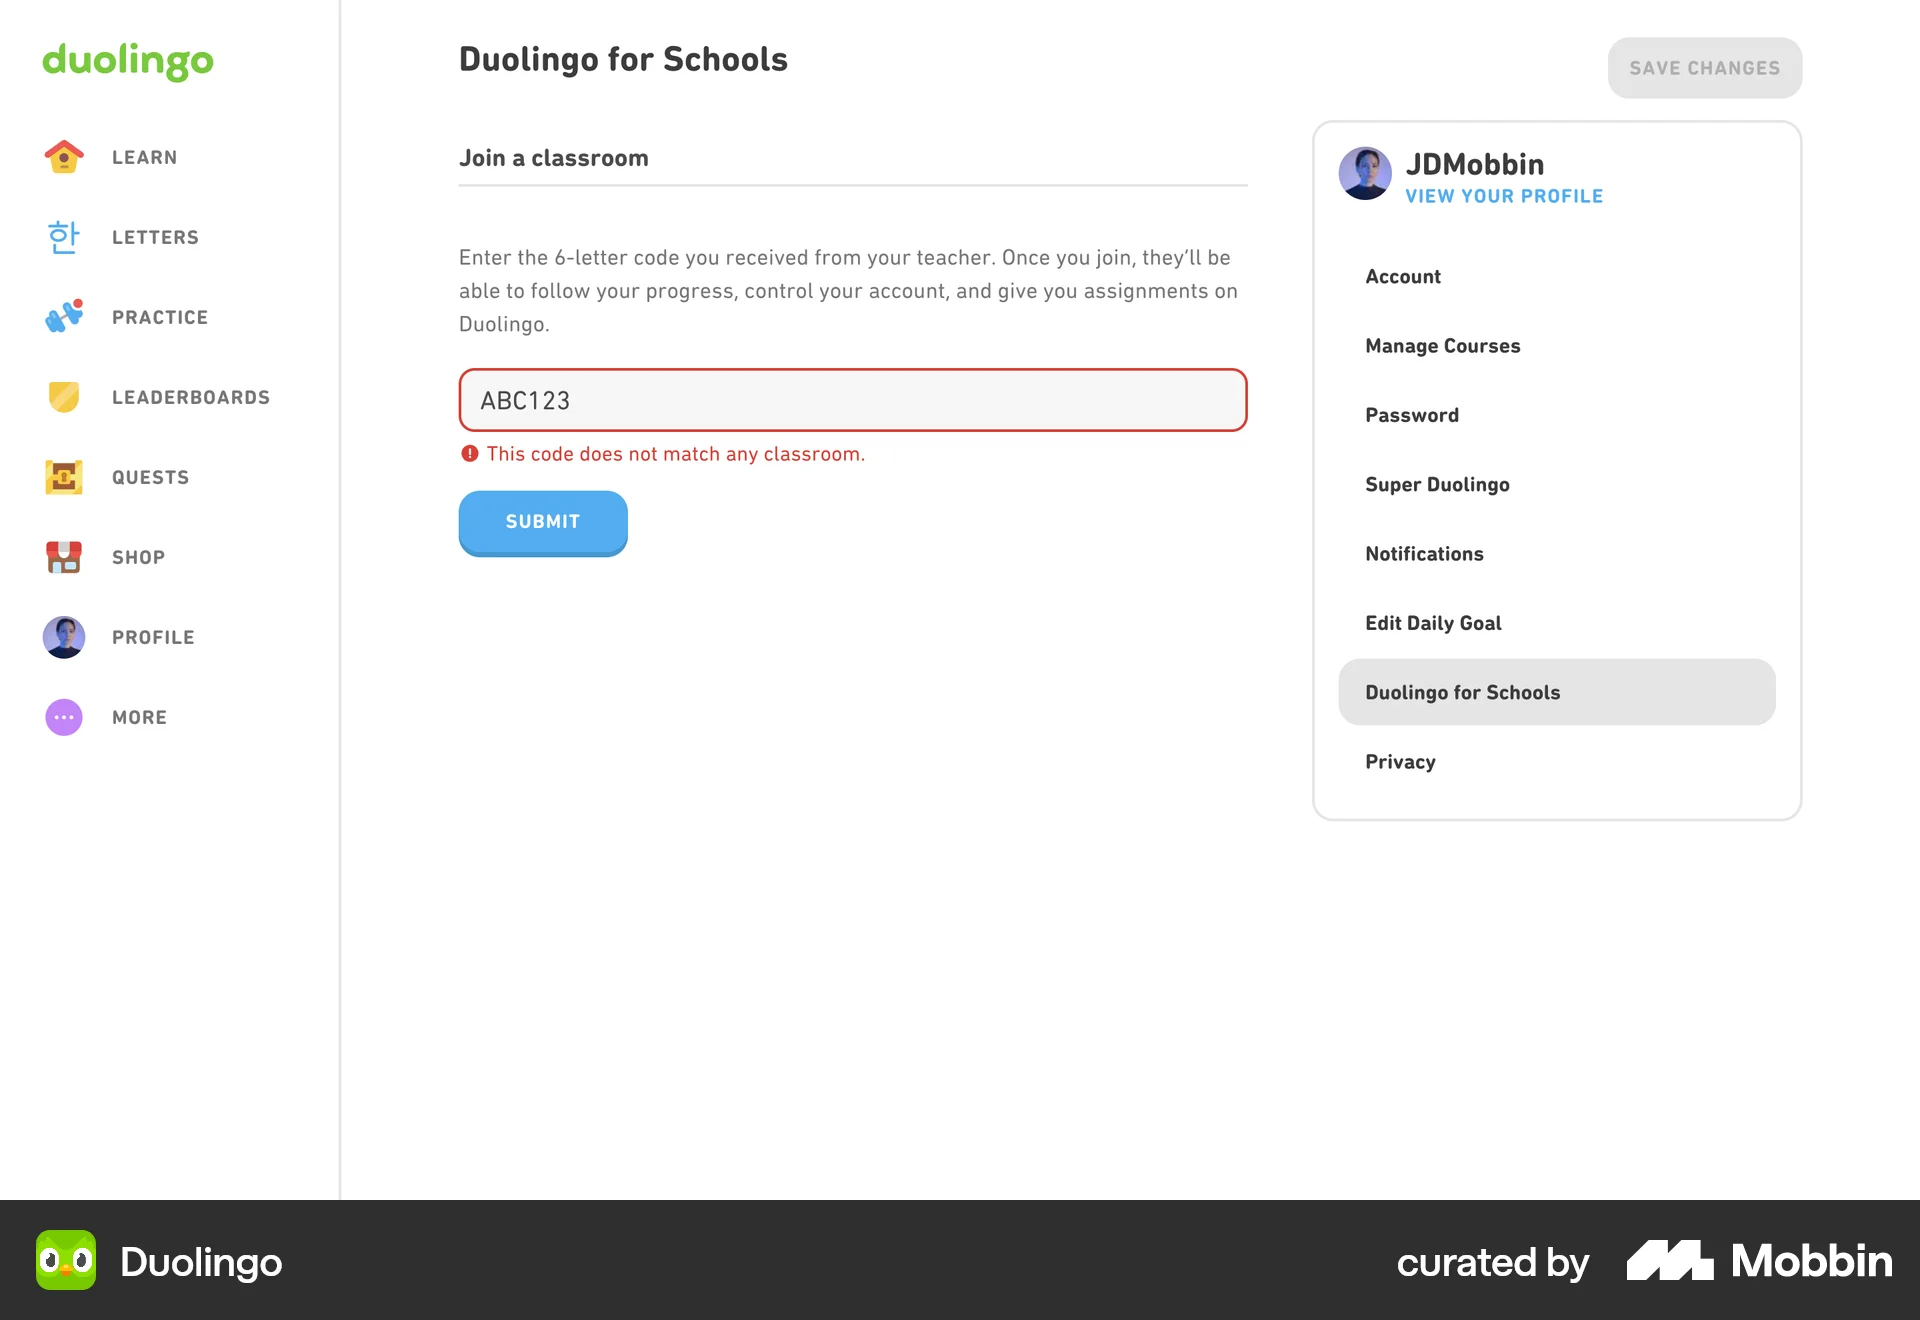 duolingo
LEARN
한
LETTERS
PRACTICE
LEADERBOARDS
QUESTS
SHOP
PROFILE
MORE
Duolingo for Schools
SAVE CHANGES
Join a classroom
Enter the 6-letter code you received from your teacher. Once you join, they’ll be
able to follow your progress, control your account, and give you assignments on
Duolingo.
ABC123
This code does not match any classroom.
SUBMIT
JDMobbin
VIEW YOUR PROFILE
Account
Manage Courses
Password
Super Duolingo
Notifications
Edit Daily Goal
Duolingo for Schools
Privacy
Duolingo
curated by
Mobbin